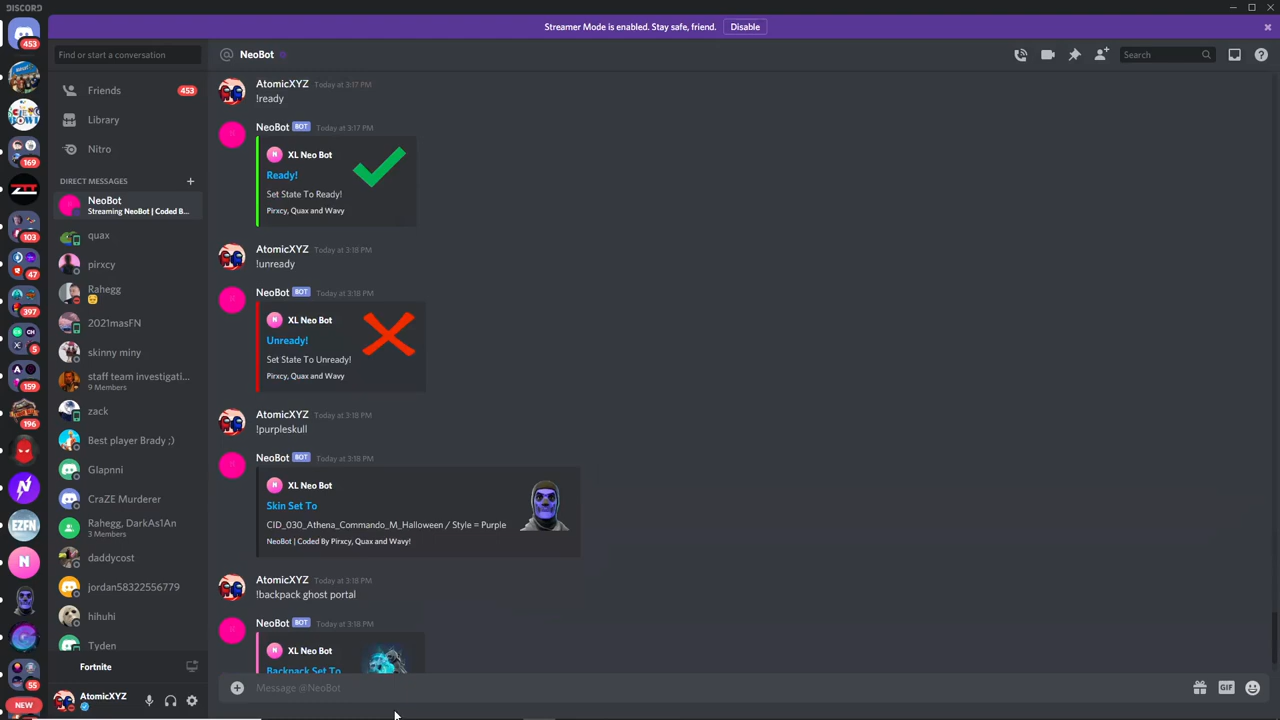 DISCORD
Streamer Mode is enabled. Stay safe, friend.
Disable
453
169
103
47
397
5
159
196
EZFN
N
55
NEW
Find or start a conversation
Friends
453
Library
Nitro
DIRECT MESSAGES
NeoBot
Streaming NeoBot | Coded B...
quax
pirxcy
Rahegg
2021masFN
skinny miny
staff team investigati...
9 Members
zack
Best player Brady ;)
Glapnni
CraZE Murderer
Rahegg, DarkAs1An
3 Members
daddycost
jordan58322556779
hihuhi
Tyden
Fortnite
AtomicXYZ
@ NeoBot
Search
AtomicXYZ Today at 3:17 PM
!ready
NeoBot BOT Today at 3:17 PM
N XL Neo Bot
Ready!
Set State To Ready!
Pirxcy, Quax and Wavy
AtomicXYZ Today at 3:18 PM
!unready
NeoBot BOT Today at 3:18 PM
N XL Neo Bot
Unready!
Set State To Unready!
Pirxcy, Quax and Wavy
AtomicXYZ Today at 3:18 PM
!purpleskull
NeoBot BOT Today at 3:18 PM
N XL Neo Bot
Skin Set To
CID_030_Athena_Commando_M_Halloween / Style = Purple
NeoBot | Coded By Pirxcy, Quax and Wavy!
AtomicXYZ Today at 3:18 PM
!backpack ghost portal
NeoBot BOT Today at 3:18 PM
N XL Neo Bot
Backpack Set To
Message @NeoBot
GIF